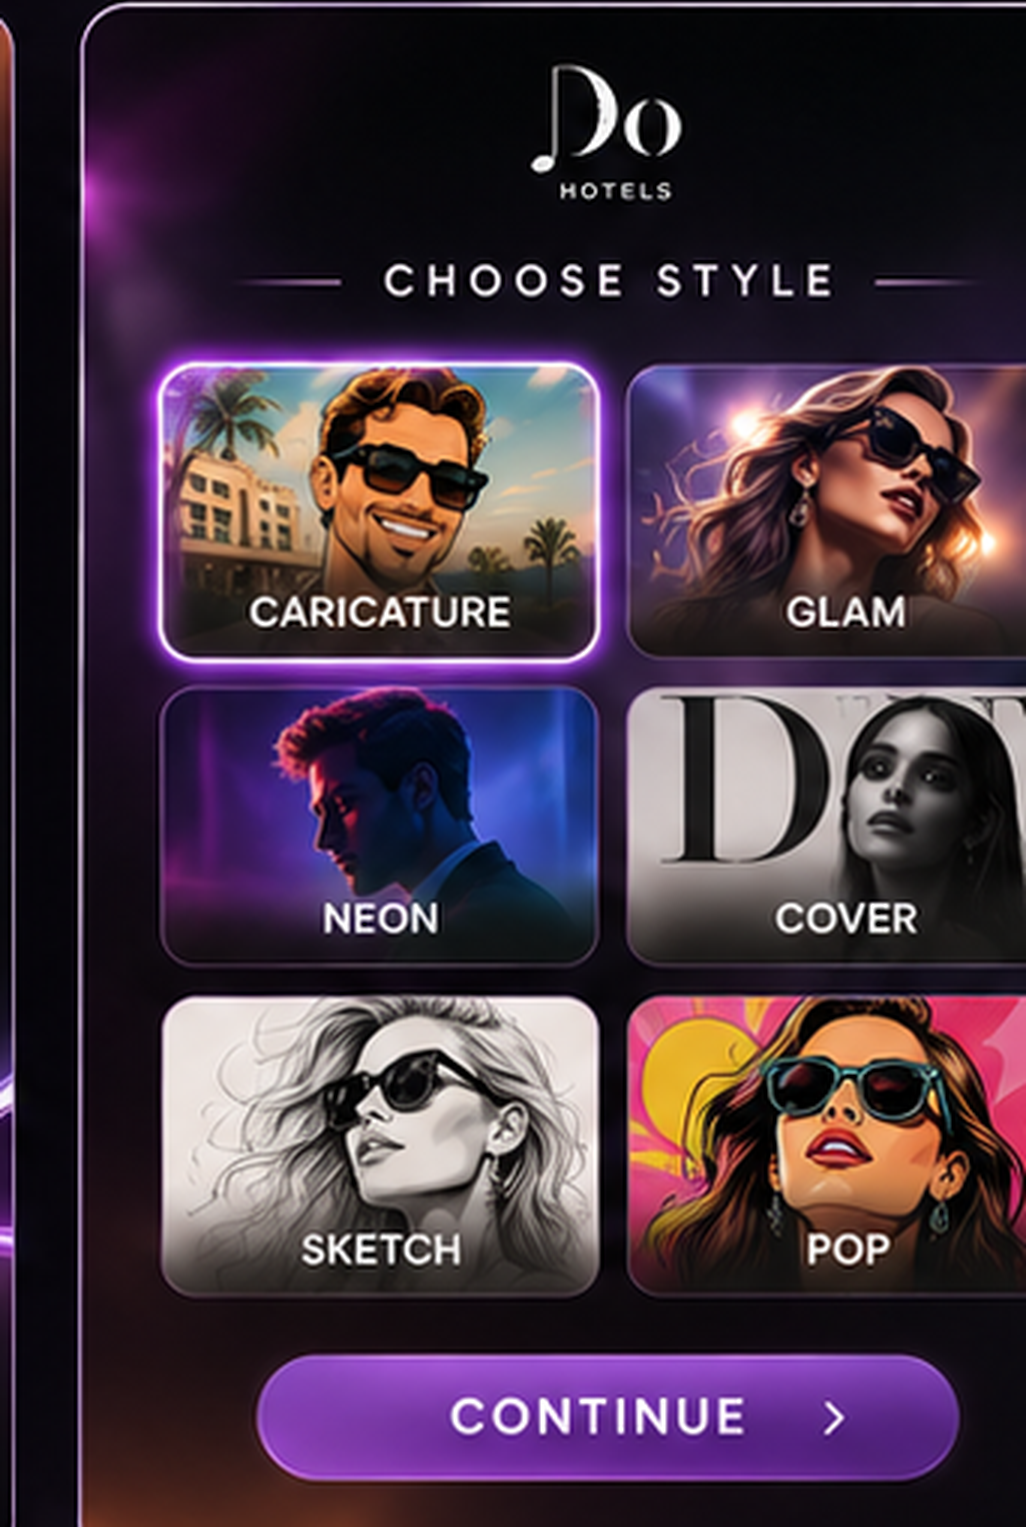 Do
HOTELS
CHOOSE STYLE
CARICATURE
GLAM
NEON
COVER
SKETCH
POP
CONTINUE